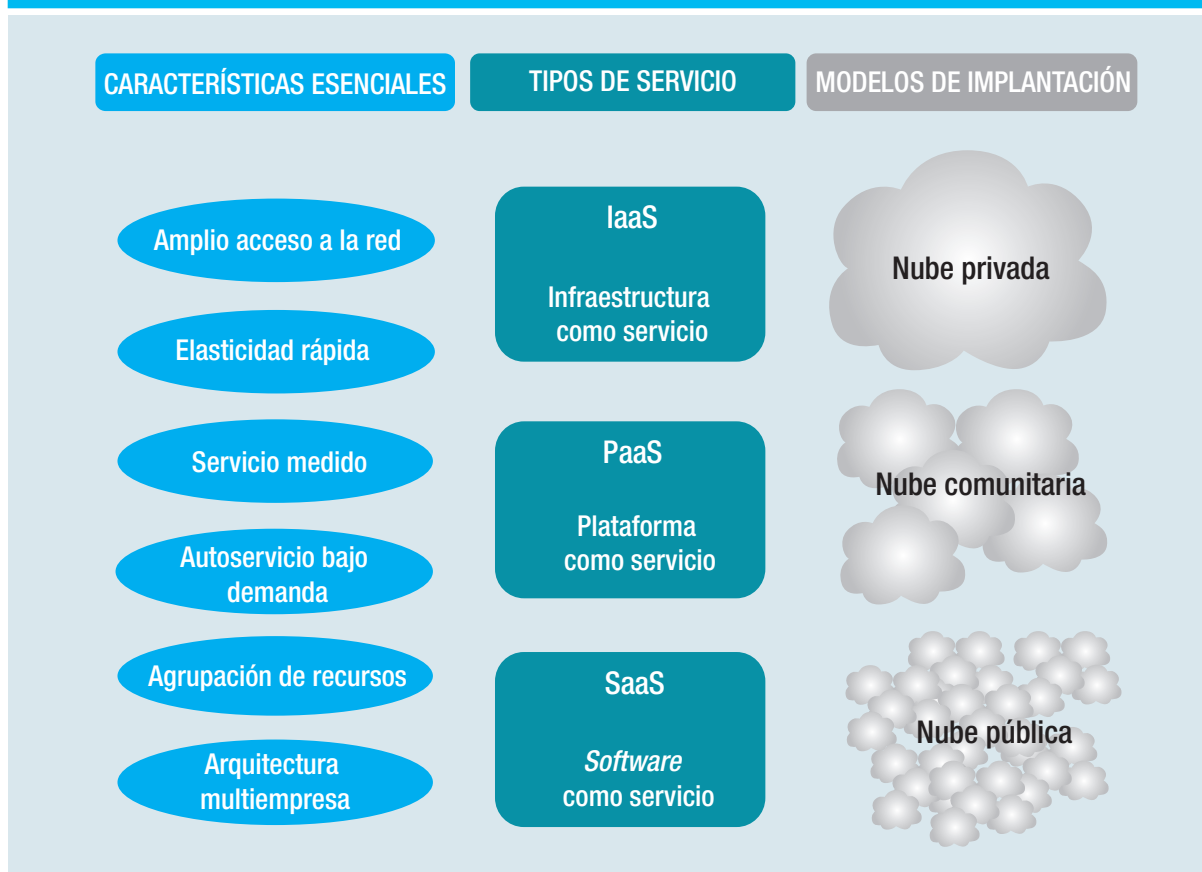 CARACTERÍSTICAS ESENCIALES
Amplio acceso a la red
Elasticidad rápida
Servicio medido
Autoservicio bajo
demanda
Agrupación de recursos
Arquitectura
multiempresa
TIPOS DE SERVICIO
IaaS
Infraestructura
como servicio
PaaS
Plataforma
como servicio
SaaS
Software
como servicio
MODELOS DE IMPLANTACIÓN
Nube privada
Nube comunitaria
Nube pública